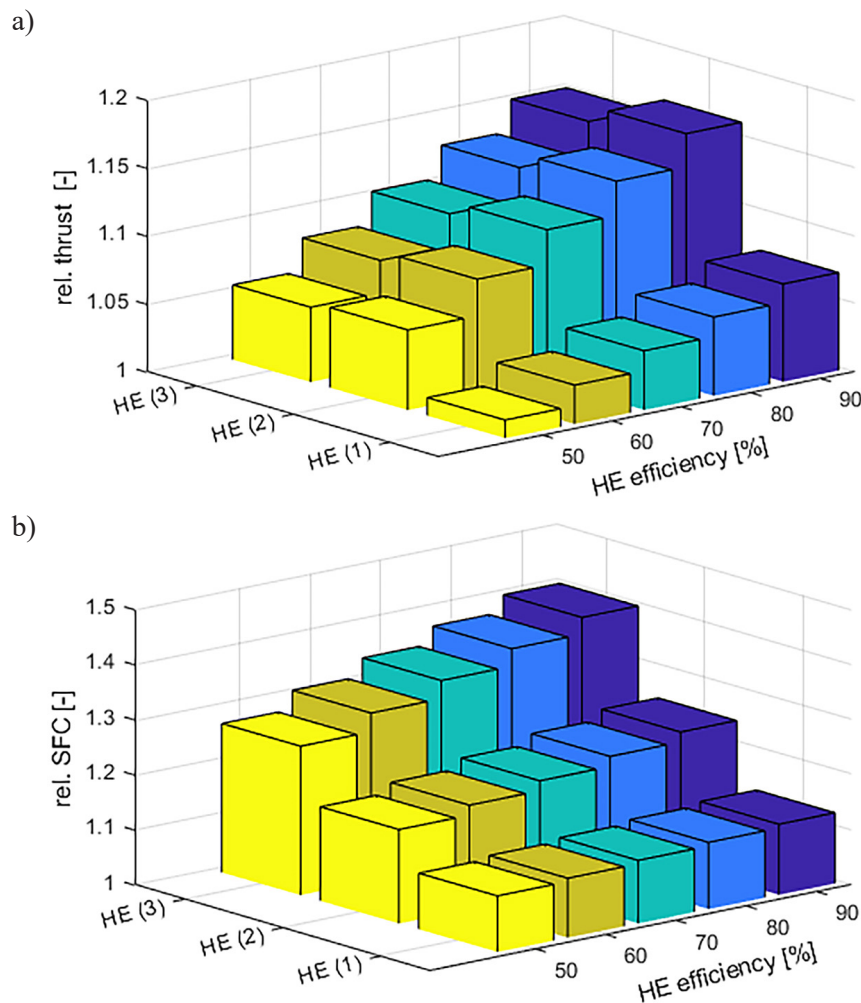 a)
1.2
1.15
1.1
1.05
1
rel. thrust [-]
HE (3)
HE (2)
HE (1)
50
60
70
80
90
HE efficiency [%]
b)
1.5
1.4
1.3
1.2
1.1
1
rel. SFC [-]
HE (3)
HE (2)
HE (1)
50
60
70
80
90
HE efficiency [%]